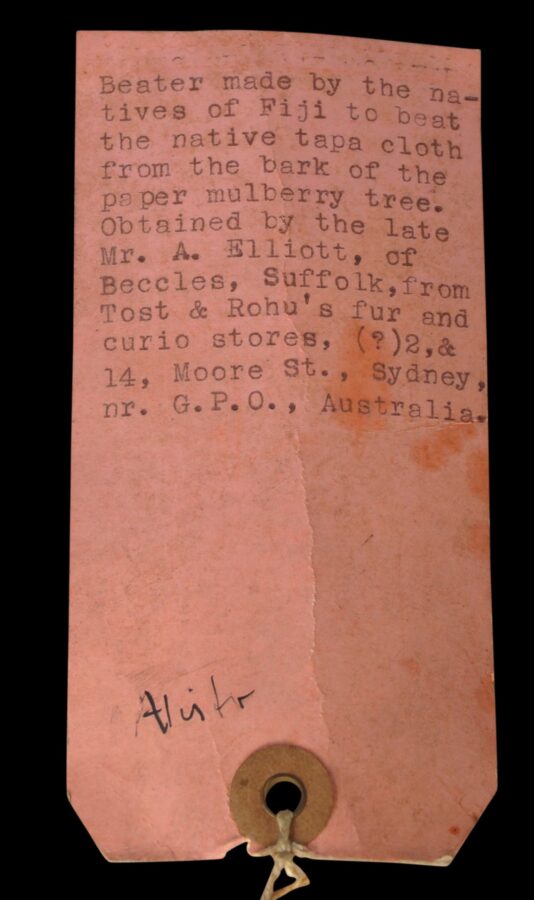 Beater made by the na-
tives of Fiji to beat
the native tapa cloth
from the bark of the
paper mulberry tree.
Obtained by the late
Mr. A. Elliott, of
Beccles, Suffolk,from
Tost & Rohu's fur and
curio stores, (?)2,&
14, Moore St., Sydney,
nr. G.P.O., Australia.